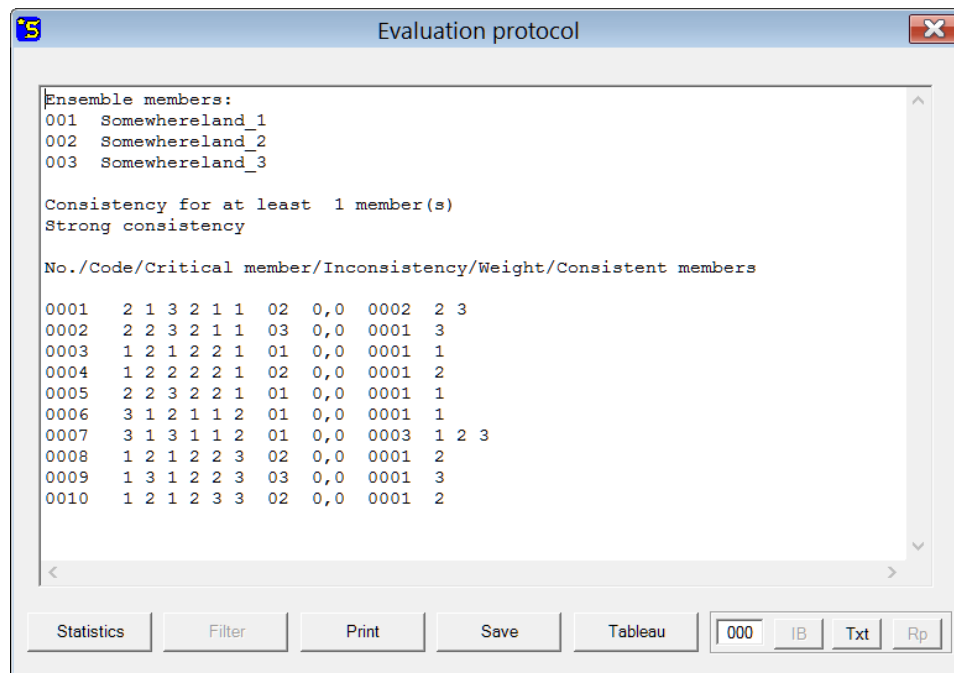 S
Evaluation protocol
Ensemble members:
001 Somewhereland_1
002 Somewhereland_2
003 Somewhereland_3
Consistency for at least 1 member(s)
Strong consistency
No./Code/Critical member/Inconsistency/Weight/Consistent members
0001 2 1 3 2 1 1 02 0,0 0002 2 3
0002 2 2 3 2 1 1 03 0,0 0001 3
0003 1 2 1 2 2 1 01 0,0 0001 1
0004 1 2 2 2 2 1 02 0,0 0001 2
0005 2 2 3 2 2 1 01 0,0 0001 1
0006 3 1 2 1 1 2 01 0,0 0001 1
0007 3 1 3 1 1 2 01 0,0 0003 1 2 3
0008 1 2 1 2 2 3 02 0,0 0001 2
0009 1 3 1 2 2 3 03 0,0 0001 3
0010 1 2 1 2 3 3 02 0,0 0001 2
Statistics Filter Print Save Tableau 000 IB Txt Rp